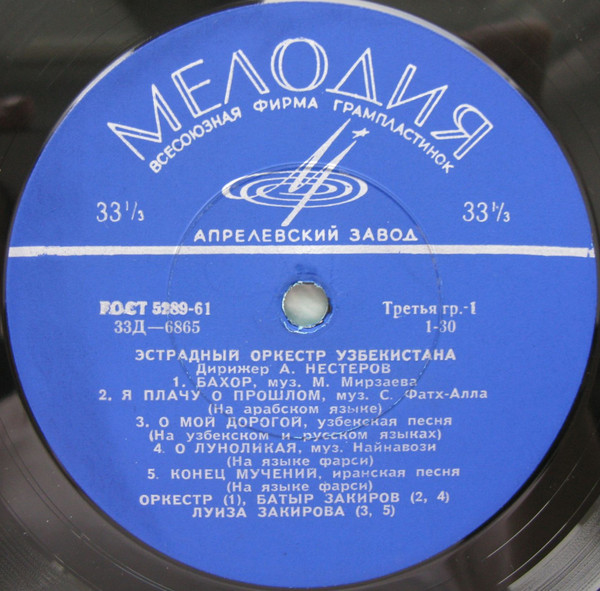 МЕЛОДИЯ
ВСЕСОЮЗНАЯ ФИРМА ГРАМПЛАСТИНОК
33 1/3
33 1/3
АПРЕЛЕВСКИЙ ЗАВОД
ГОСТ 5289-61
Третья гр.-1
33Д—6865
1-30
ЭСТРАДНЫЙ ОРКЕСТР УЗБЕКИСТАНА
Дирижер А. НЕСТЕРОВ
1. БАХОР, муз. М. Мирзаева
2. Я ПЛАЧУ О ПРОШЛОМ, муз. С. Фатх-Алла
(На арабском языке)
3. О МОЙ ДОРОГОЙ, узбекская песня
(На узбекском и русском языках)
4. О ЛУНОЛИКАЯ, муз. Найнавози
(На языке фарси)
5. КОНЕЦ МУЧЕНИЙ, иранская песня
(На языке фарси)
ОРКЕСТР (1), БАТЫР ЗАКИРОВ (2, 4)
ЛУИЗА ЗАКИРОВА (3, 5)